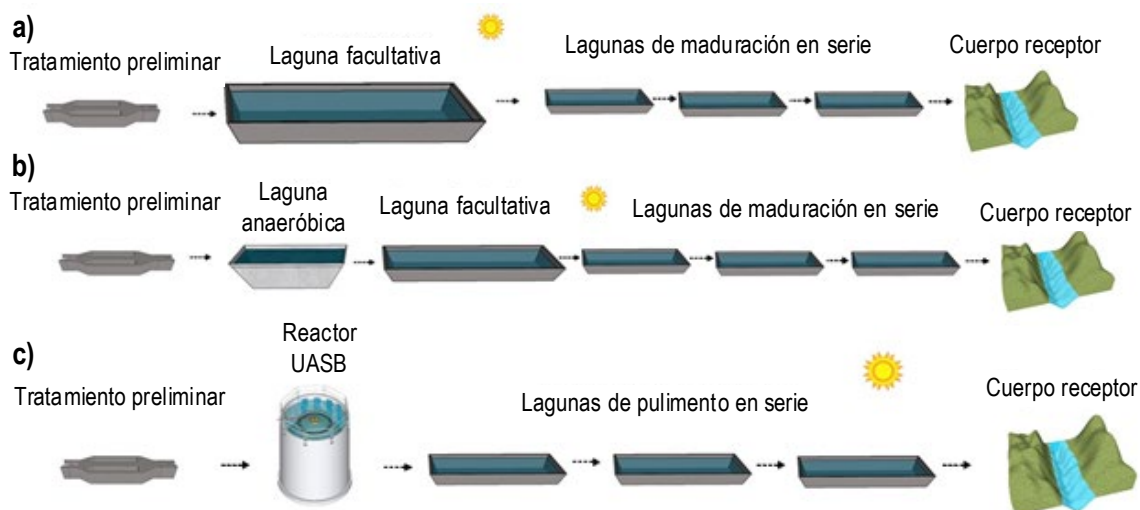 a)
Tratamiento preliminar
Laguna facultativa
Lagunas de maduración en serie
Cuerpo receptor
b)
Tratamiento preliminar
Laguna
anaeróbica
Laguna facultativa
Lagunas de maduración en serie
Cuerpo receptor
c)
Tratamiento preliminar
Reactor
UASB
Lagunas de pulimento en serie
Cuerpo receptor